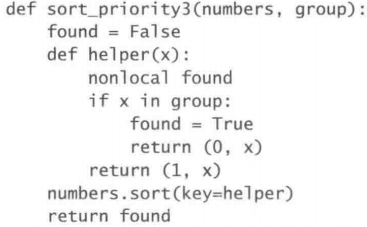 def sort_priority3(numbers, group):
    found = False
    def helper(x):
        nonlocal found
        if x in group:
            found = True
            return (0, x)
        return (1, x)
    numbers.sort(key=helper)
    return found